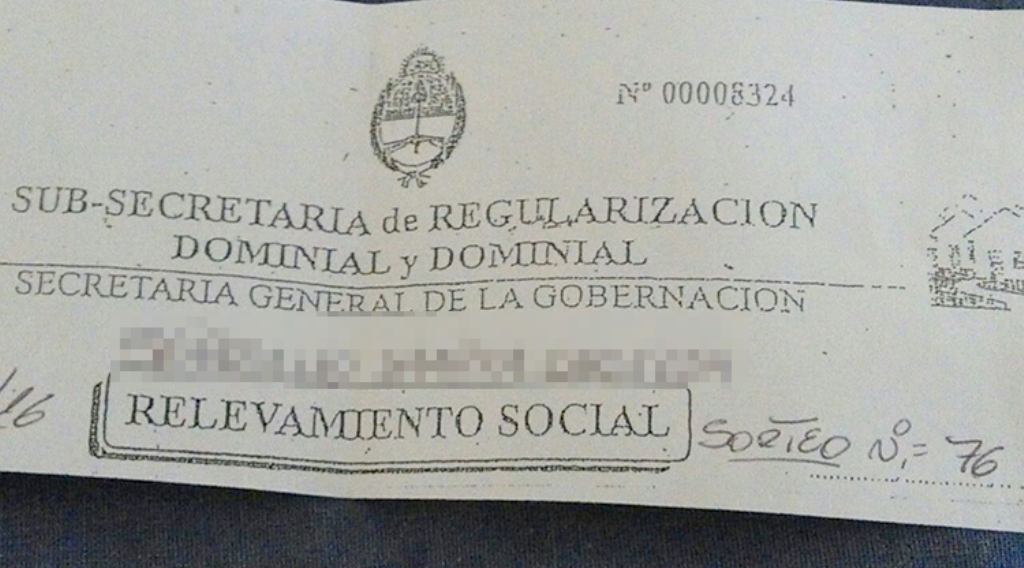 Nº 00008324
SUB-SECRETARIA de REGULARIZACION
DOMINIAL y DOMINIAL
SECRETARIA GENERAL DE LA GOBERNACION
/16
RELEVAMIENTO SOCIAL
SORTEO Nº= 76